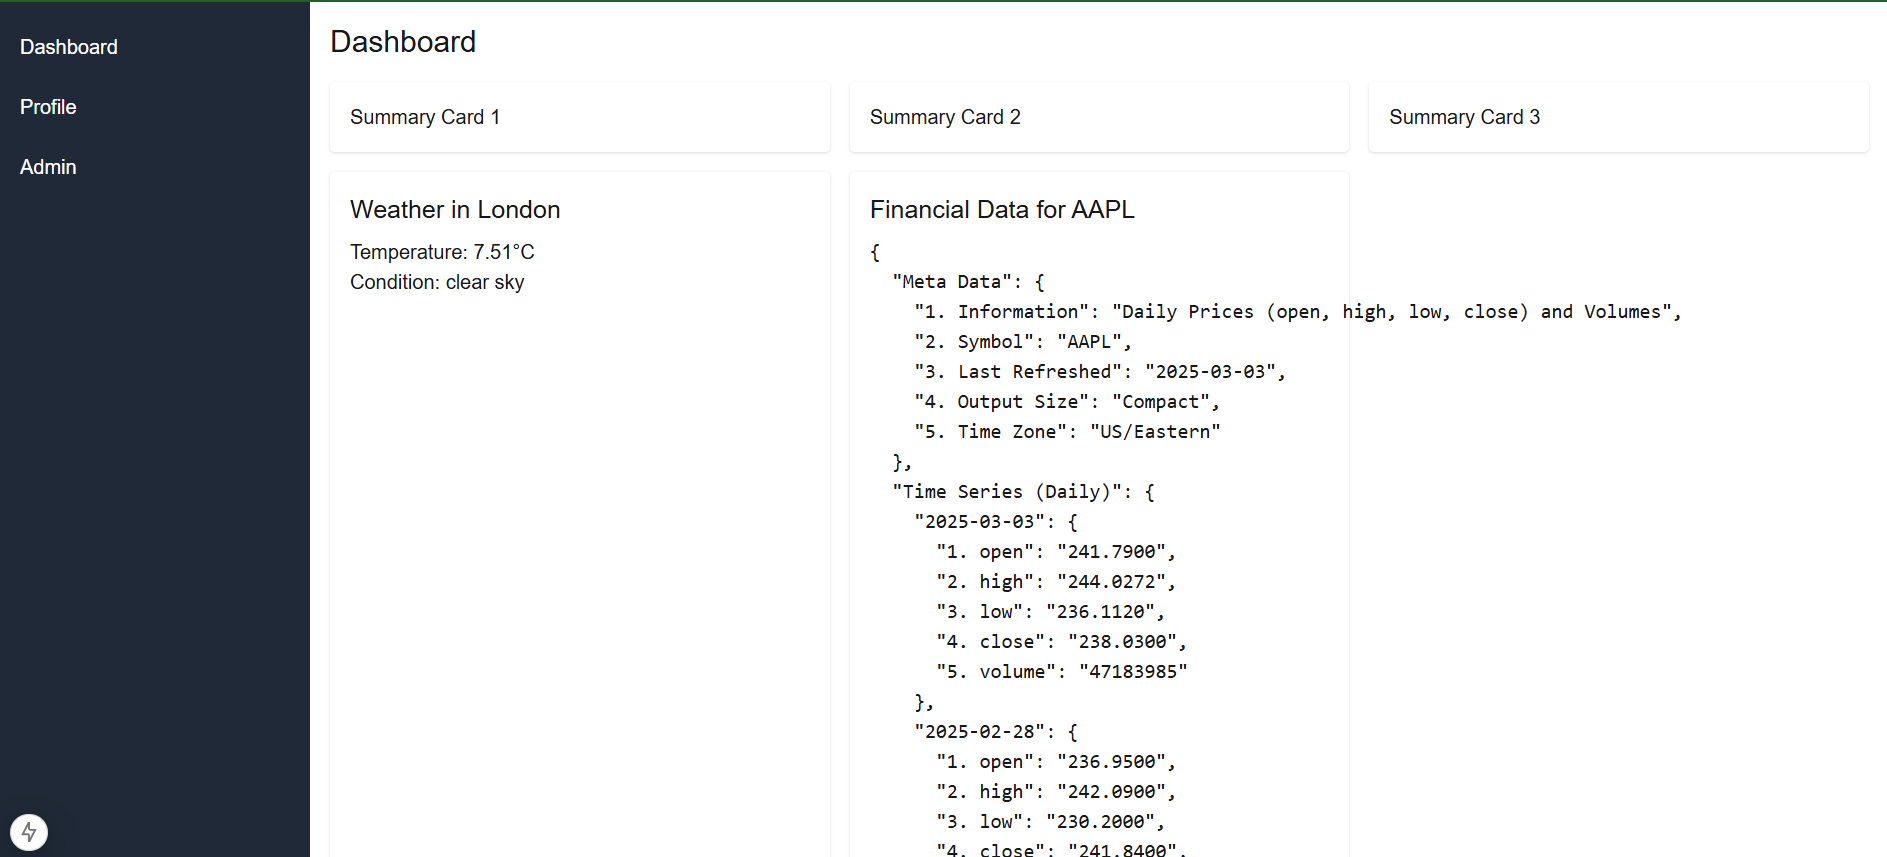 Dashboard
Profile
Admin
Dashboard
Summary Card 1
Summary Card 2
Summary Card 3
Weather in London
Temperature: 7.51°C
Condition: clear sky
Financial Data for AAPL
{
  "Meta Data": {
    "1. Information": "Daily Prices (open, high, low, close) and Volumes",
    "2. Symbol": "AAPL",
    "3. Last Refreshed": "2025-03-03",
    "4. Output Size": "Compact",
    "5. Time Zone": "US/Eastern"
  },
  "Time Series (Daily)": {
    "2025-03-03": {
      "1. open": "241.7900",
      "2. high": "244.0272",
      "3. low": "236.1120",
      "4. close": "238.0300",
      "5. volume": "47183985"
    },
    "2025-02-28": {
      "1. open": "236.9500",
      "2. high": "242.0900",
      "3. low": "230.2000",
      "4. close": "241.8400",